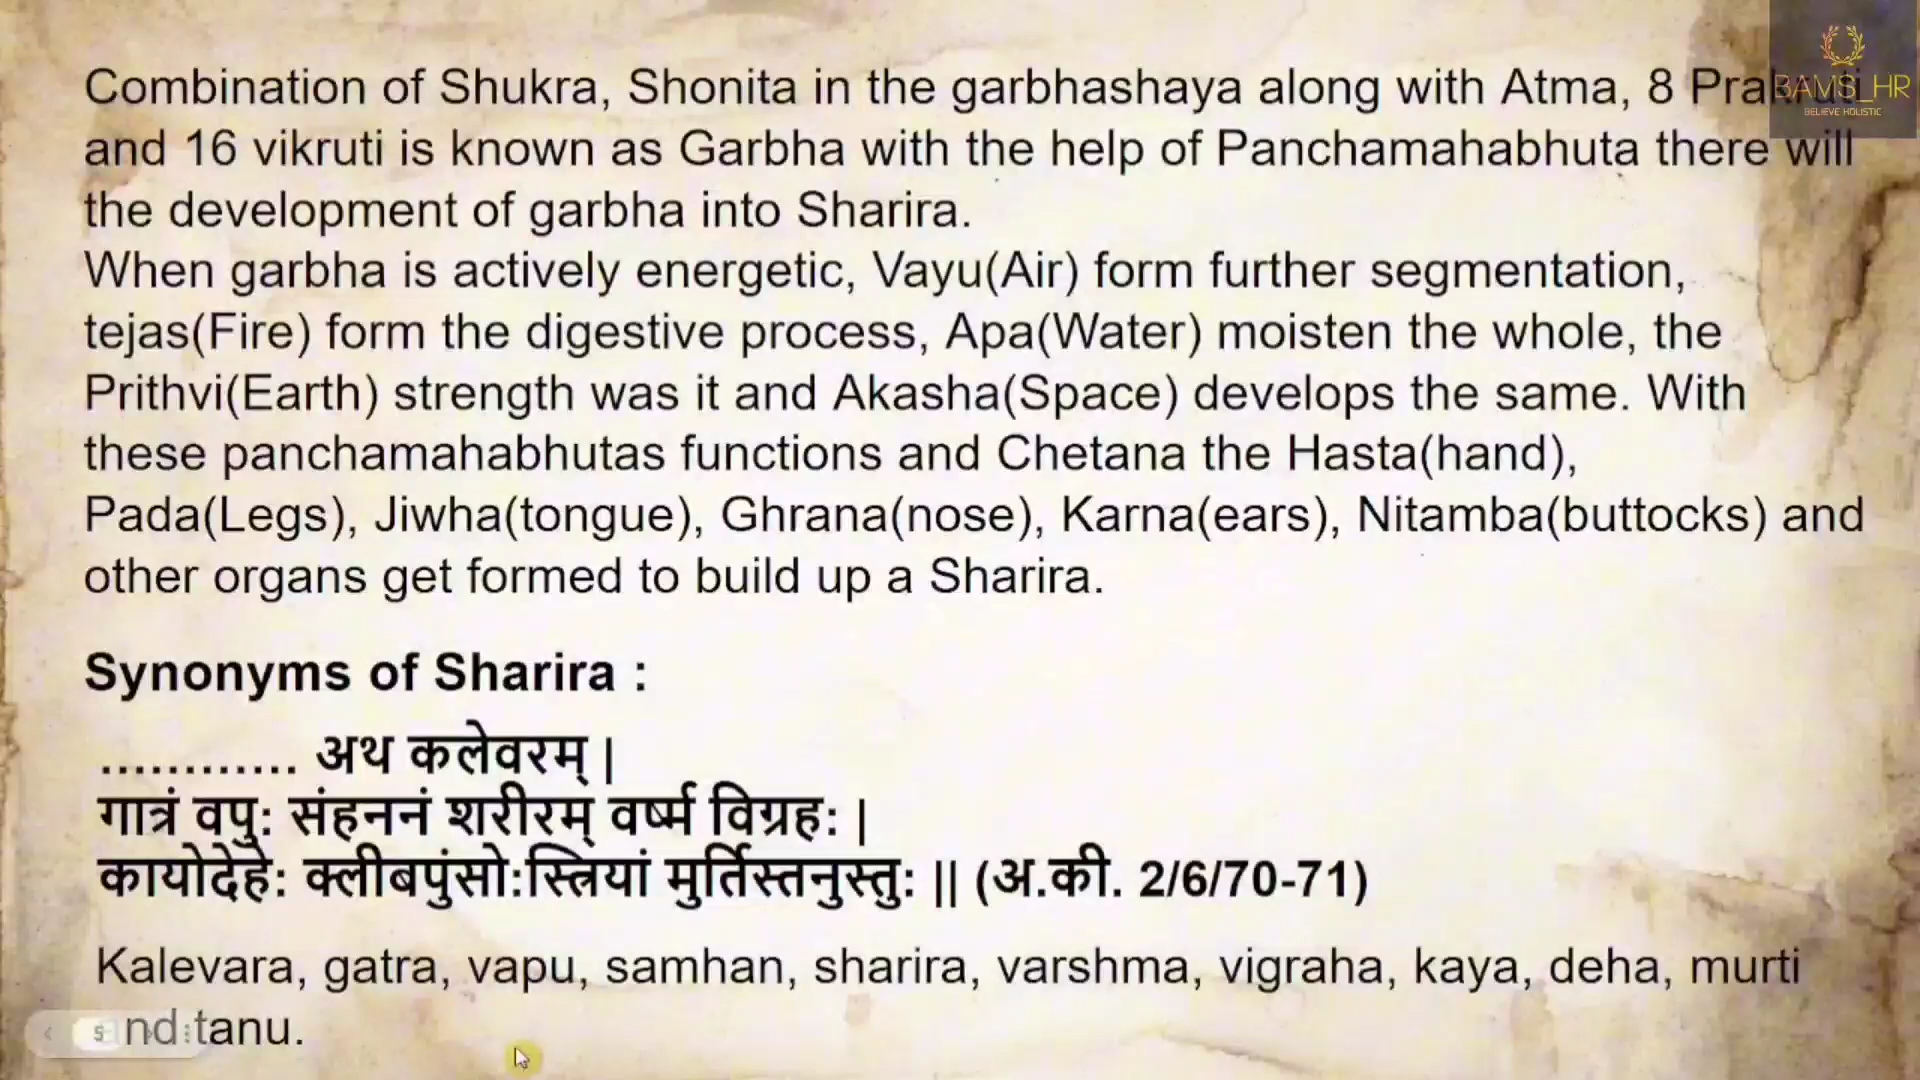 Combination of Shukra, Shonita in the garbhashaya along with Atma, 8 Prakruti
and 16 vikruti is known as Garbha with the help of Panchamahabhuta there will
the development of garbha into Sharira.
When garbha is actively energetic, Vayu(Air) form further segmentation,
tejas(Fire) form the digestive process, Apa(Water) moisten the whole, the
Prithvi(Earth) strength was it and Akasha(Space) develops the same. With
these panchamahabhutas functions and Chetana the Hasta(hand),
Pada(Legs), Jiwha(tongue), Ghrana(nose), Karna(ears), Nitamba(buttocks) and
other organs get formed to build up a Sharira.
Synonyms of Sharira :
............ अथ कलेवरम् |
गात्रं वपु: संहननं शरीरम् वर्ष्म विग्रह: |
कायोदेहे: क्लीबपुंसो:स्त्रियां मुर्तिस्तनुस्तु: || (अ.की. 2/6/70-71)
Kalevara, gatra, vapu, samhan, sharira, varshma, vigraha, kaya, deha, murti
and tanu.
5
BAMS_HR
BELIEVE HOLISTIC